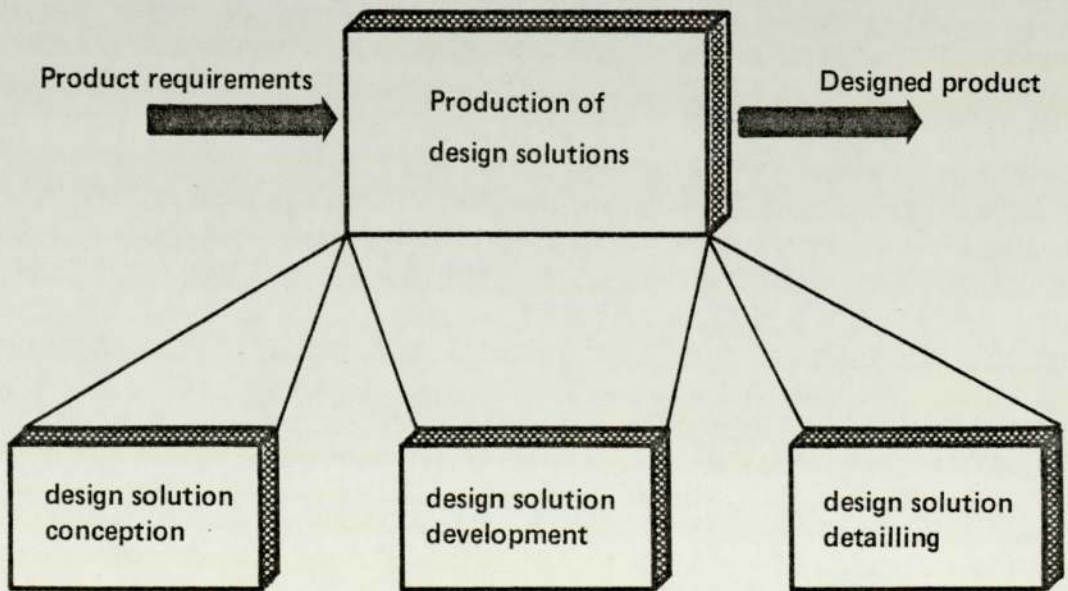 Product requirements
Production of
design solutions
Designed product
design solution
conception
design solution
development
design solution
detailling